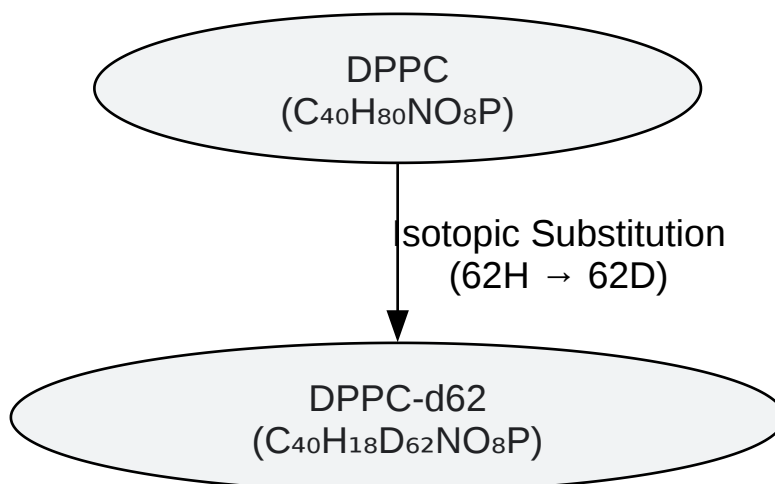 DPPC
(C₄₀H₈₀NO₈P)
Isotopic Substitution
(62H → 62D)
DPPC-d62
(C₄₀H₁₈D₆₂NO₈P)